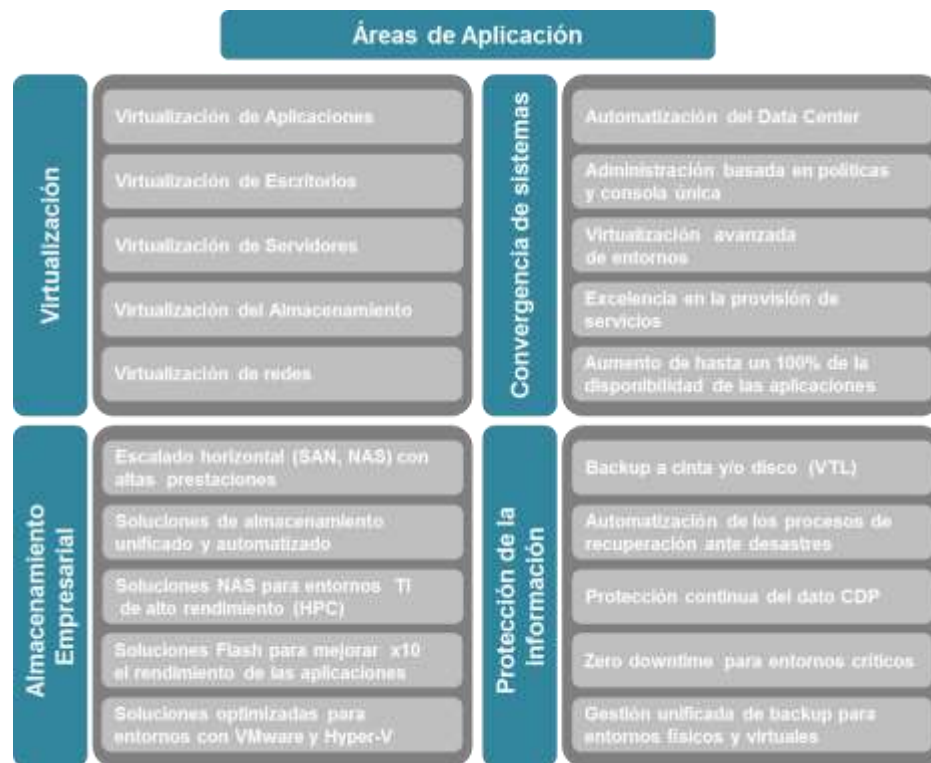 Áreas de Aplicación
Virtualización
Virtualización de Aplicaciones
Virtualización de Escritorios
Virtualización de Servidores
Virtualización del Almacenamiento
Virtualización de redes
Convergencia de sistemas
Automatización del Data Center
Administración basada en políticas
y consola única
Virtualización avanzada
de entornos
Excelencia en la provisión de
servicios
Aumento de hasta un 100% de la
disponibilidad de las aplicaciones
Almacenamiento
Empresarial
Escalado horizontal (SAN, NAS) con
altas prestaciones
Soluciones de almacenamiento
unificado y automatizado
Soluciones NAS para entornos TI
de alto rendimiento (HPC)
Soluciones Flash para mejorar x10
el rendimiento de las aplicaciones
Soluciones optimizadas para
entornos con VMware y Hyper-V
Protección de la
Información
Backup a cinta y/o disco (VTL)
Automatización de los procesos de
recuperación ante desastres
Protección continua del dato CDP
Zero downtime para entornos críticos
Gestión unificada de backup para
entornos físicos y virtuales